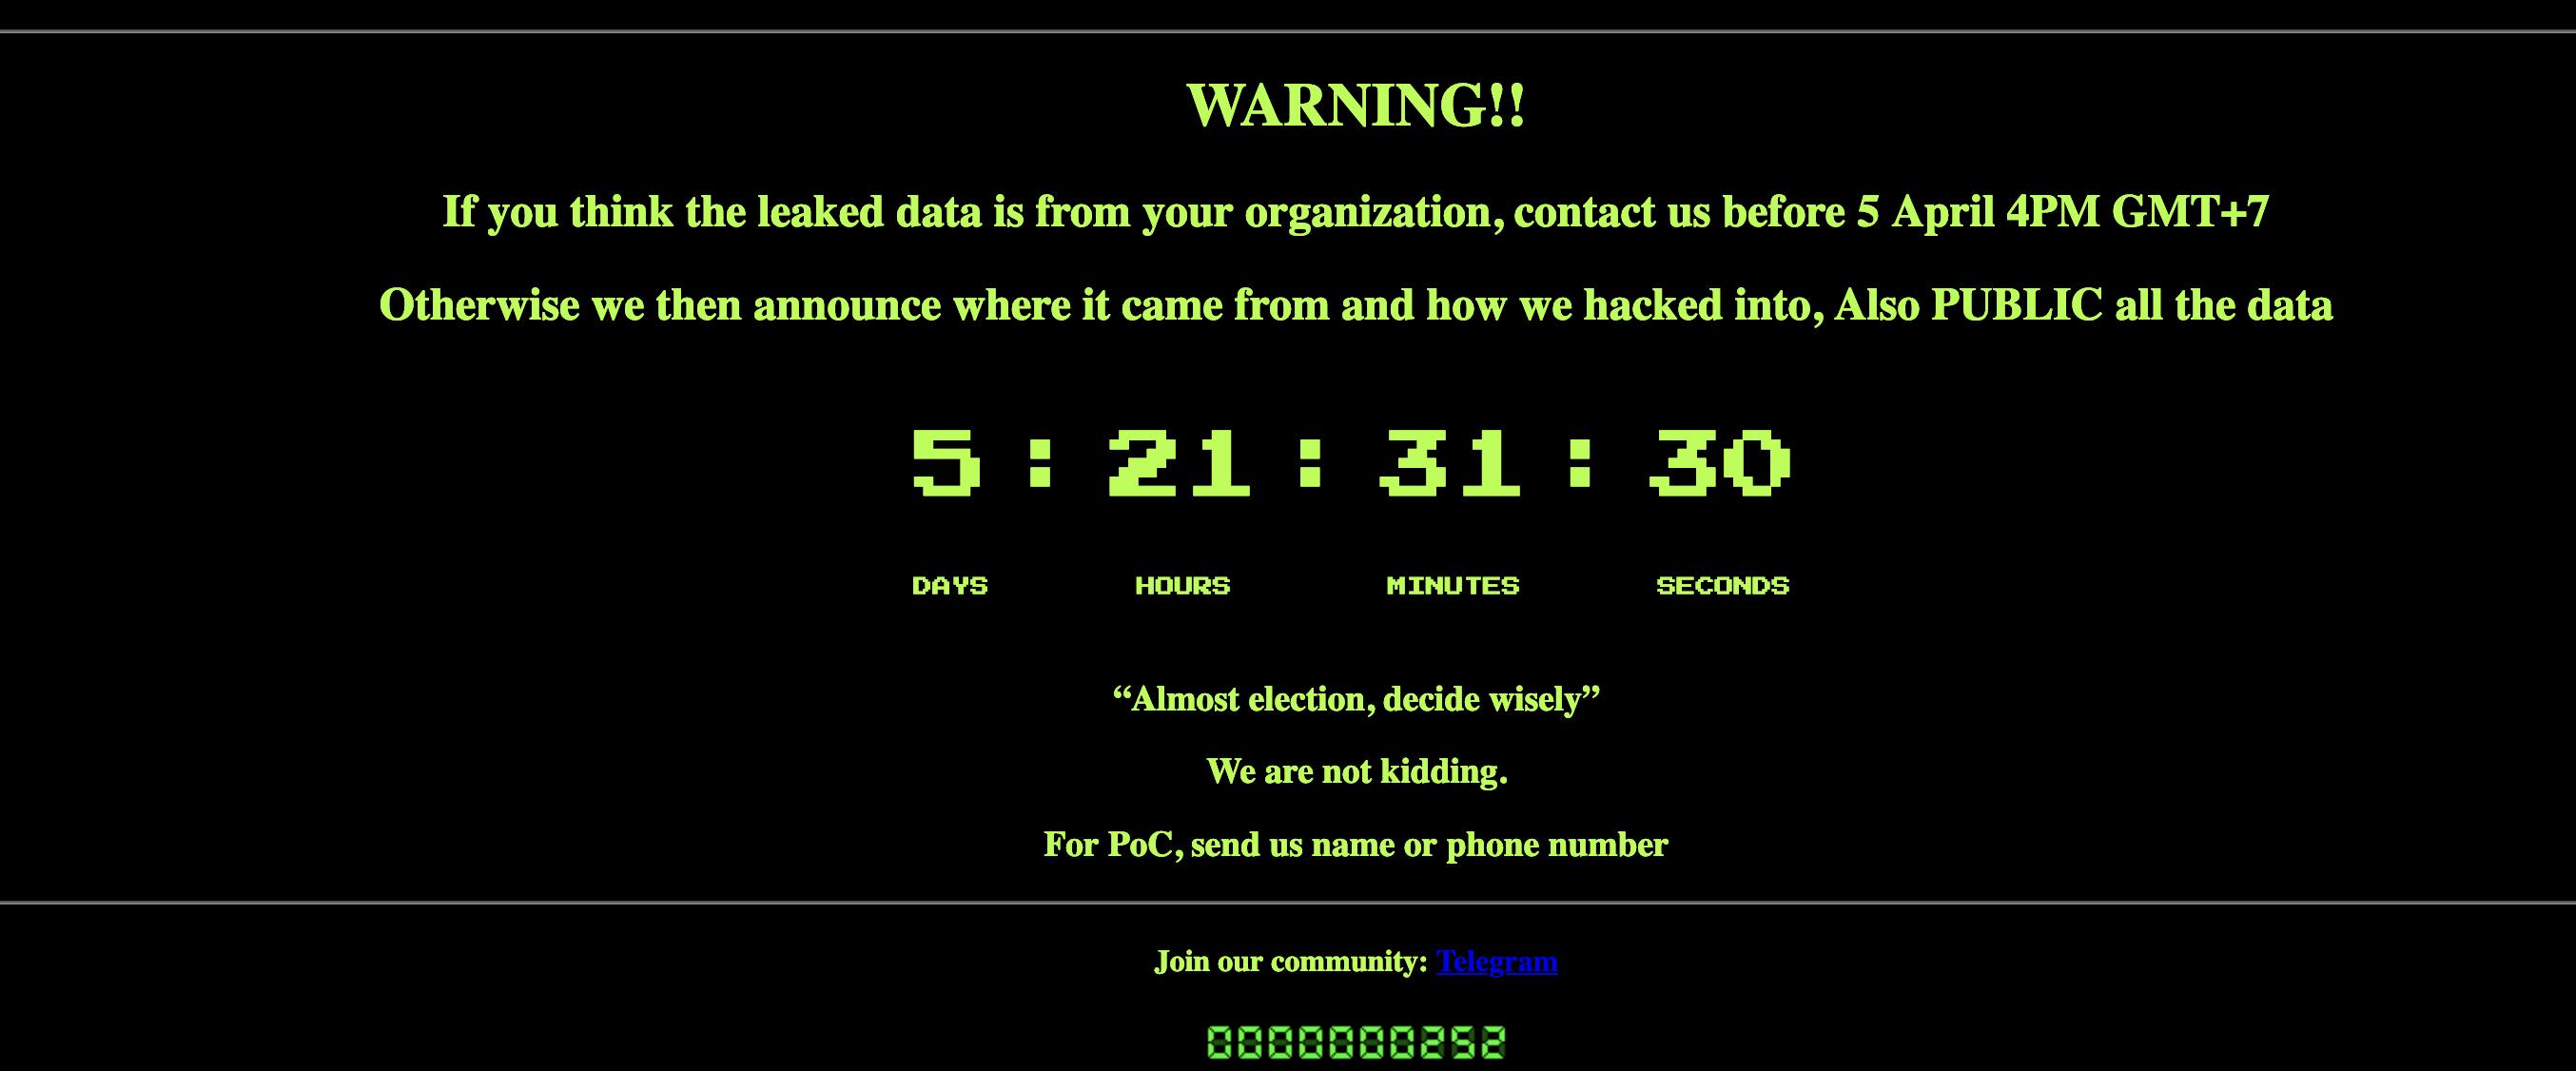 WARNING!!
If you think the leaked data is from your organization, contact us before 5 April 4PM GMT+7
Otherwise we then announce where it came from and how we hacked into, Also PUBLIC all the data
5 : 21 : 31 : 30
DAYS HOURS MINUTES SECONDS
“Almost election, decide wisely”
We are not kidding.
For PoC, send us name or phone number
Join our community: Telegram
0000000252